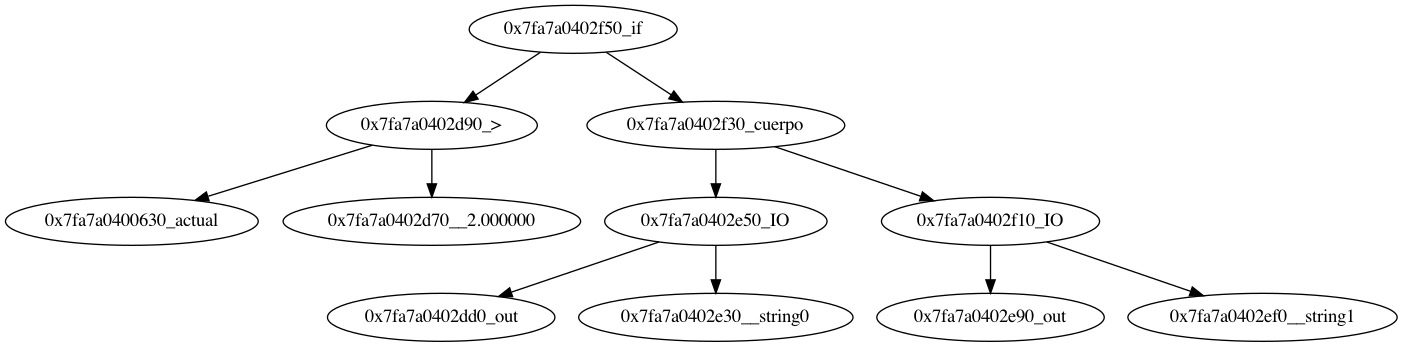 0x7fa7a0402f50_if
0x7fa7a0402d90_>
0x7fa7a0402f30_cuerpo
0x7fa7a0400630_actual
0x7fa7a0402d70__2.000000
0x7fa7a0402e50_IO
0x7fa7a0402f10_IO
0x7fa7a0402dd0_out
0x7fa7a0402e30__string0
0x7fa7a0402e90_out
0x7fa7a0402ef0__string1